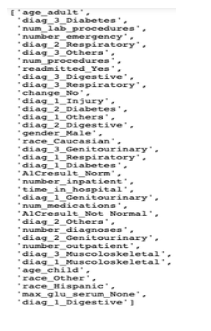 ['age_adult',
'diag_3_Diabetes',
'num_lab_procedures',
'number_emergency',
'diag_2_Respiratory',
'diag_3_Others',
'num_procedures',
'readmitted_Yes',
'diag_3_Digestive',
'diag_3_Respiratory',
'change_No',
'diag_1_Injury',
'diag_2_Diabetes',
'diag_1_Others',
'diag_2_Digestive',
'gender_Male',
'race_Caucasian',
'diag_3_Genitourinary',
'diag_1_Respiratory',
'diag_1_Diabetes',
'A1Cresult_Norm',
'number_inpatient',
'time_in_hospital',
'diag_1_Genitourinary',
'num_medications',
'A1Cresult_Not Normal',
'diag_2_Others',
'number_diagnoses',
'diag_2_Genitourinary',
'number_outpatient',
'diag_3_Muscoloskeletal',
'diag_1_Muscoloskeletal',
'age_child',
'race_Other',
'race_Hispanic',
'max_glu_serum_None',
'diag_1_Digestive']